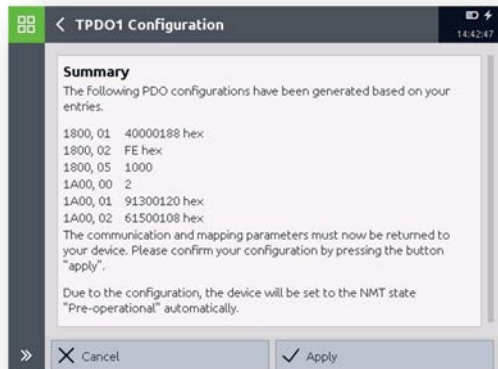 TPDO1 Configuration
14:42:47
Summary
The following PDO configurations have been generated based on your
entries.
1800, 01 40000188 hex
1800, 02 FE hex
1800, 05 1000
1A00, 00 2
1A00, 01 91300120 hex
1A00, 02 61500108 hex
The communication and mapping parameters must now be returned to
your device. Please confirm your configuration by pressing the button
"apply".
Due to the configuration, the device will be set to the NMT state
"Pre-operational" automatically.
Cancel
Apply